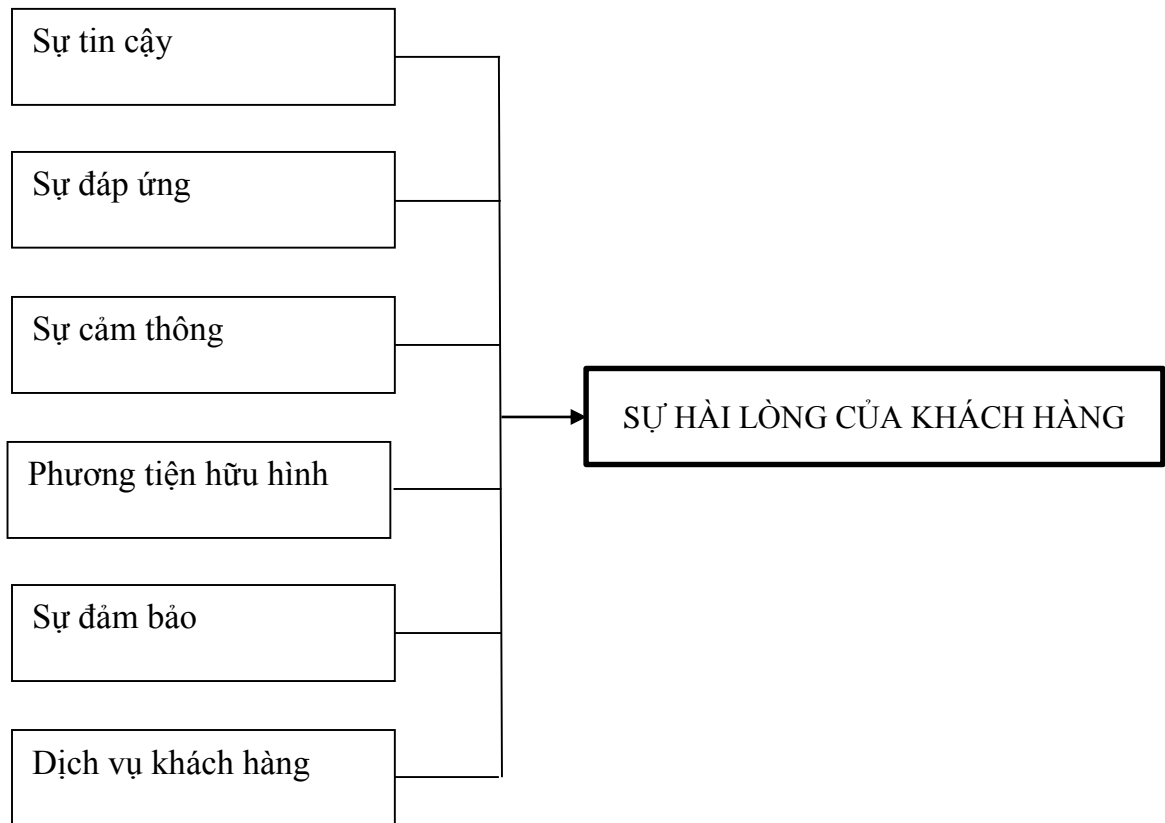 Sự tin cậy
Sự đáp ứng
Sự cảm thông
SỰ HÀI LÒNG CỦA KHÁCH HÀNG
Phương tiện hữu hình
Sự đảm bảo
Dịch vụ khách hàng